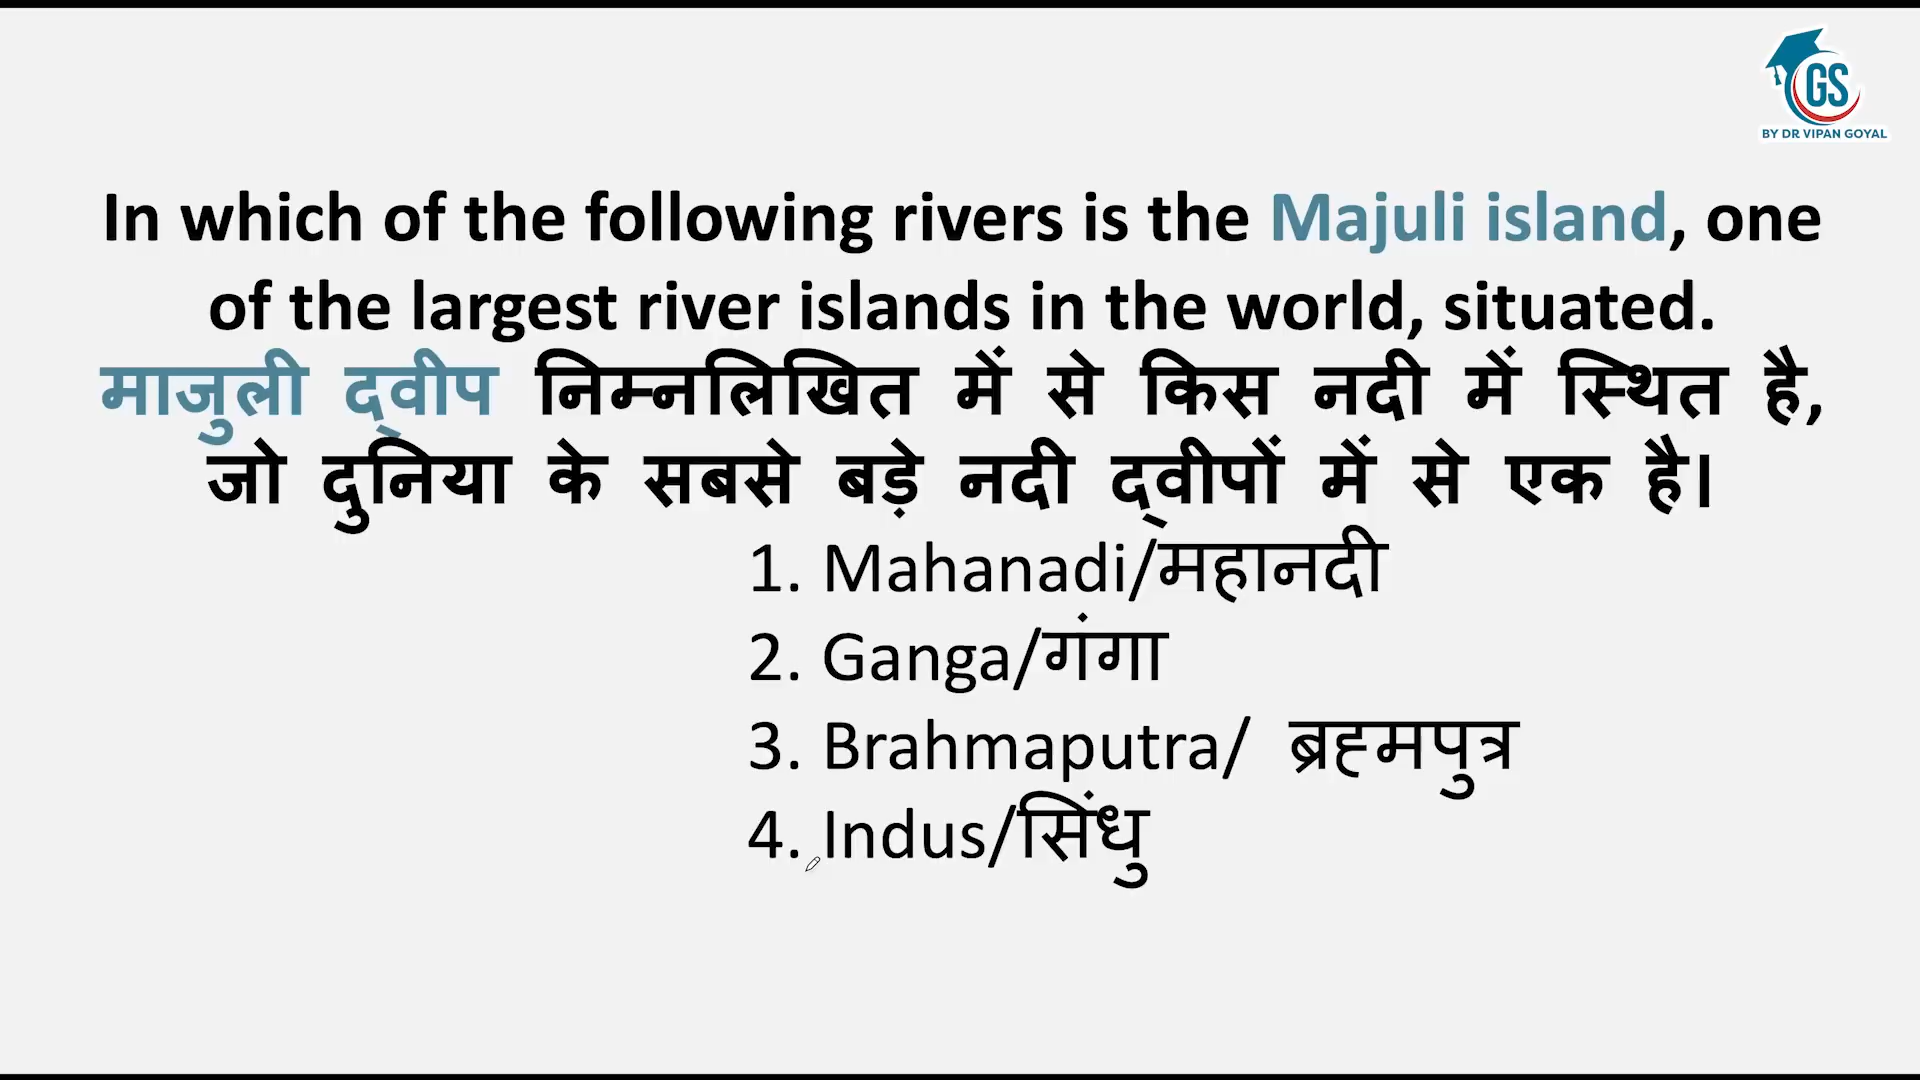 GS
BY DR VIPAN GOYAL
In which of the following rivers is the Majuli island, one
of the largest river islands in the world, situated.
माजुली द्वीप निम्नलिखित में से किस नदी में स्थित है,
जो दुनिया के सबसे बड़े नदी द्वीपों में से एक है।
1. Mahanadi/महानदी
2. Ganga/गंगा
3. Brahmaputra/ ब्रह्मपुत्र
4. Indus/सिंधु